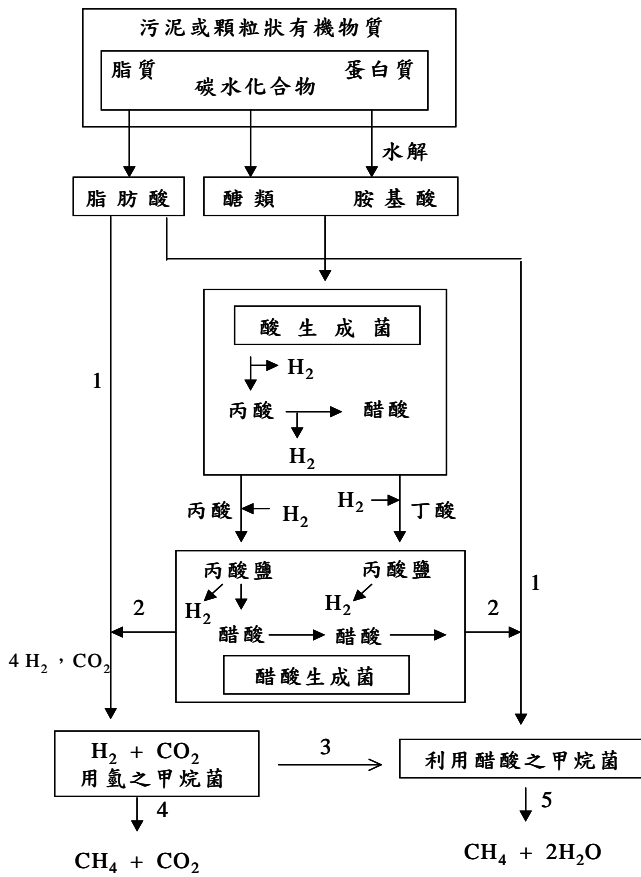 污泥或顆粒狀有機物質
脂質
碳水化合物
蛋白質
水解
脂肪酸
醣類
胺基酸
酸生成菌
1
H₂
丙酸
醋酸
H₂
丙酸
H₂
H₂
丁酸
丙酸鹽
丙酸鹽
1
2
H₂
H₂
2
醋酸
醋酸
4 H₂,CO₂
醋酸生成菌
H₂ + CO₂
用氫之甲烷菌
3
利用醋酸之甲烷菌
4
5
CH₄ + CO₂
CH₄ + 2H₂O